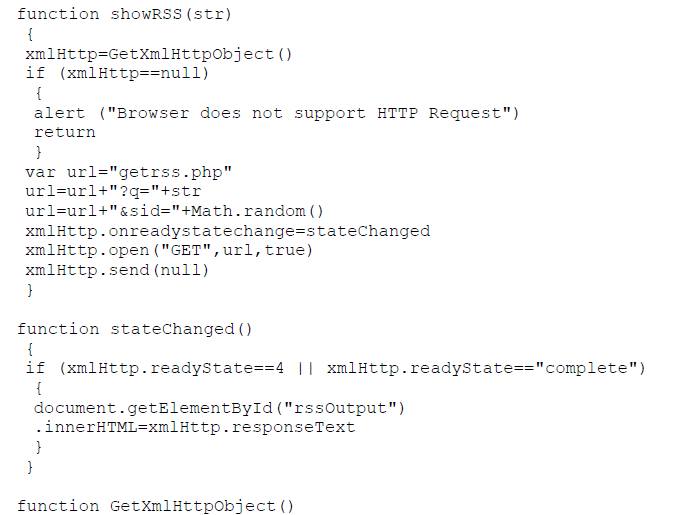 function showRSS(str)
{
xmlHttp=GetXmlHttpObject()
if (xmlHttp==null)
{
alert ("Browser does not support HTTP Request")
return
}
var url="getrss.php"
url=url+"?q="+str
url=url+"&sid="+Math.random()
xmlHttp.onreadystatechange=stateChanged
xmlHttp.open("GET",url,true)
xmlHttp.send(null)
}
function stateChanged()
{
if (xmlHttp.readyState==4 || xmlHttp.readyState=="complete")
{
document.getElementById("rssOutput")
.innerHTML=xmlHttp.responseText
}
}
function GetXmlHttpObject()